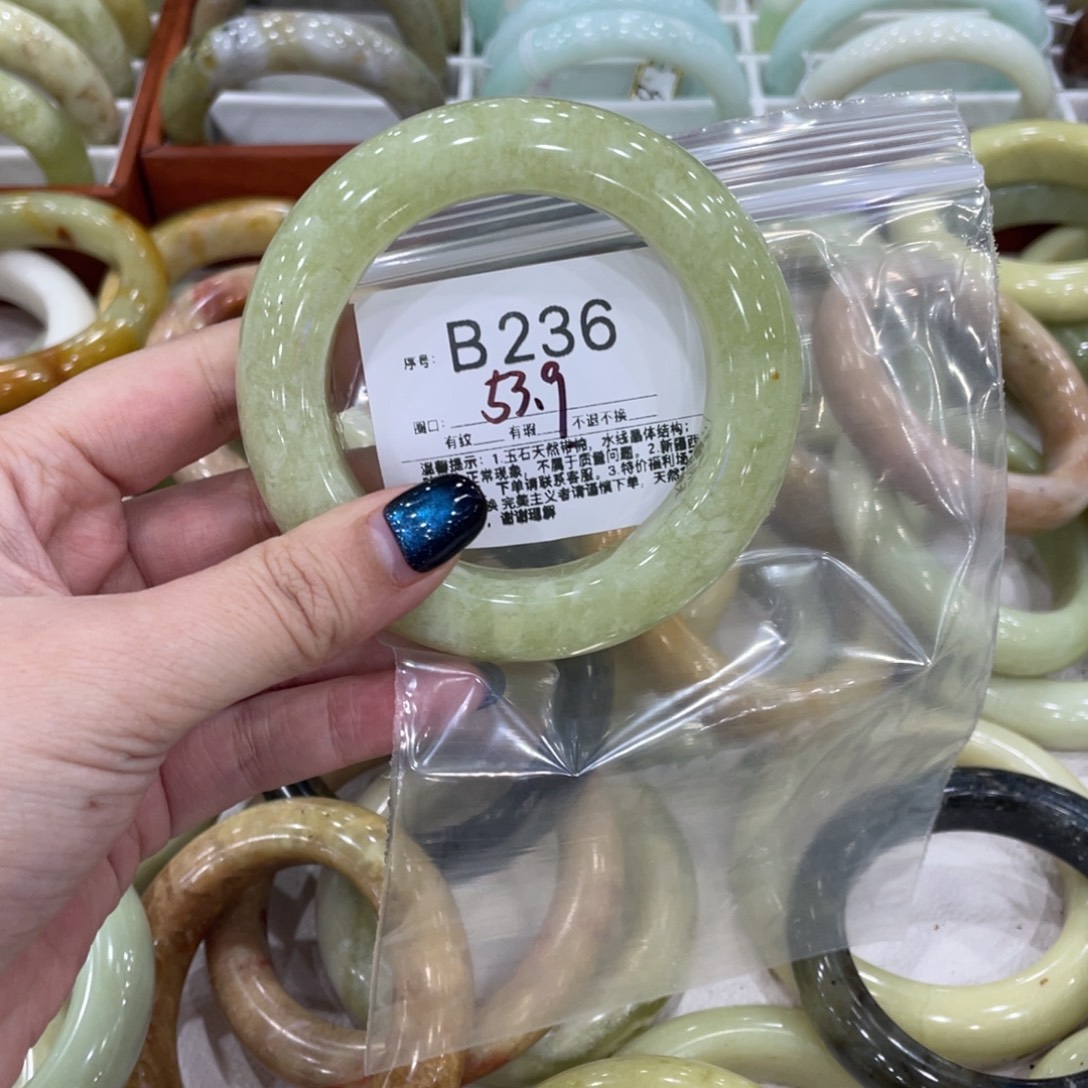 序号: B236
圈口: 53.9
有纹 有瑕 不退不换
温馨提示: 1.玉石天然 水线晶体结构;
正常现象, 不属于质量问题。2.新疆西
下单请联系客服。3.特价福利场
换 完美主义者请谨慎下单, 天然
, 谢谢理解